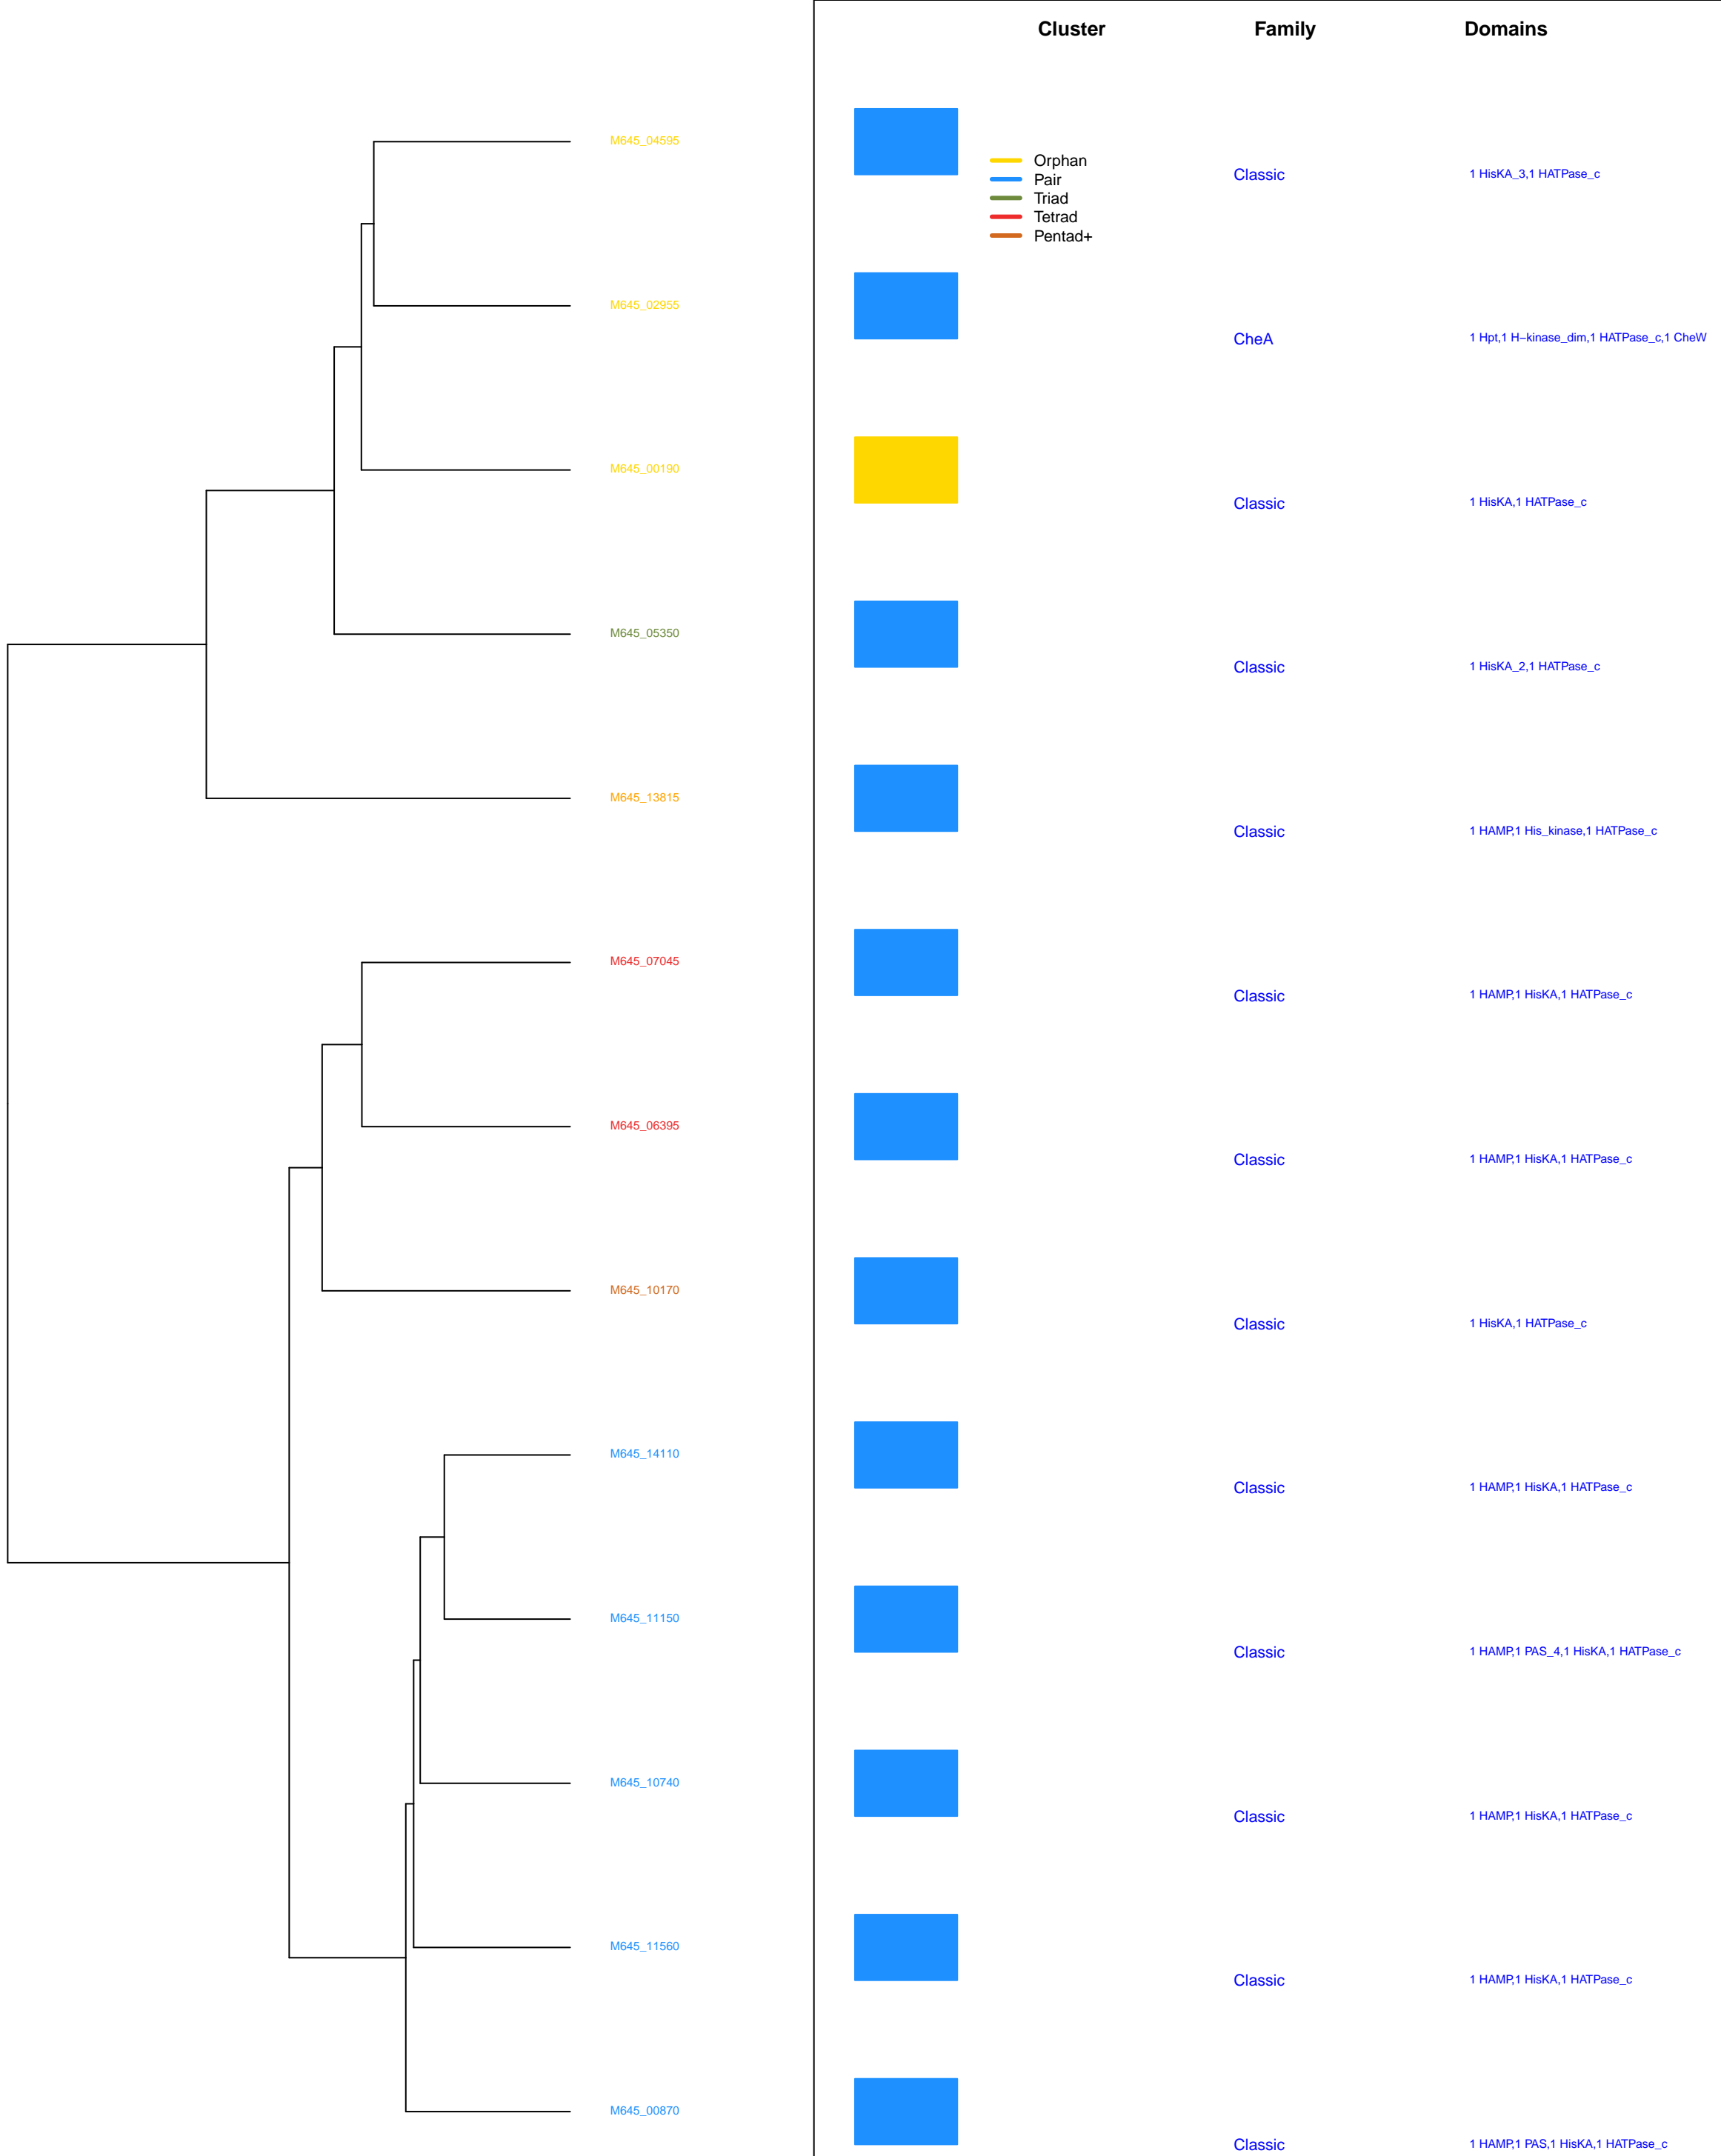 Cluster Family Domains
M645_04595
Orphan
Pair
Classic 1 HisKA_3,1 HATPase_c
Triad
Tetrad
Pentad+
M645_02955
CheA 1 Hpt,1 H−kinase_dim,1 HATPase_c,1 CheW
M645_00190
Classic 1 HisKA,1 HATPase_c
M645_05350
Classic 1 HisKA_2,1 HATPase_c
M645_13815
Classic 1 HAMP,1 His_kinase,1 HATPase_c
M645_07045
Classic 1 HAMP,1 HisKA,1 HATPase_c
M645_06395
Classic 1 HAMP,1 HisKA,1 HATPase_c
M645_10170
Classic 1 HisKA,1 HATPase_c
M645_14110
Classic 1 HAMP,1 HisKA,1 HATPase_c
M645_11150
Classic 1 HAMP,1 PAS_4,1 HisKA,1 HATPase_c
M645_10740
Classic 1 HAMP,1 HisKA,1 HATPase_c
M645_11560
Classic 1 HAMP,1 HisKA,1 HATPase_c
M645_00870
Classic 1 HAMP,1 PAS,1 HisKA,1 HATPase_c